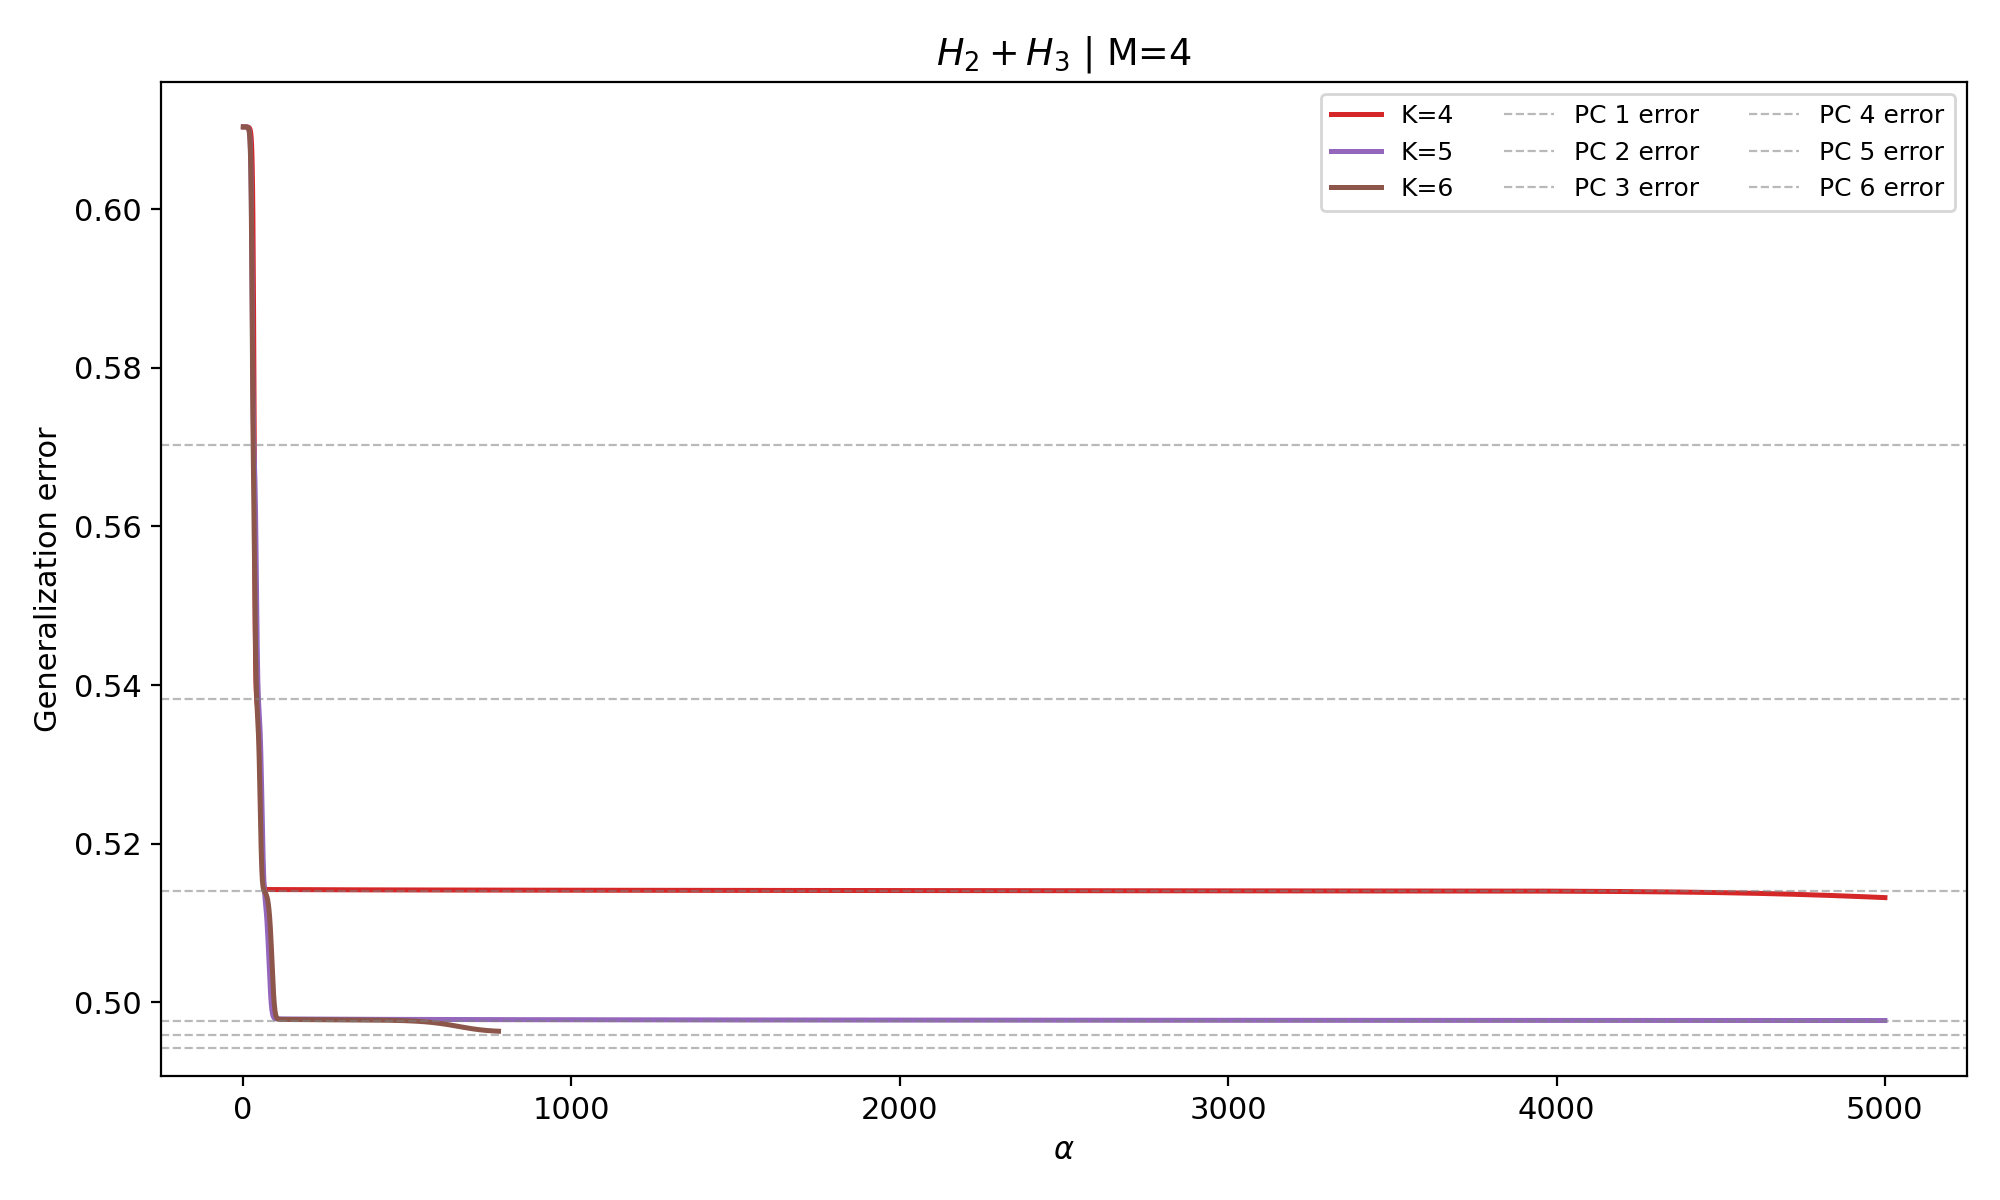 H₂ + H₃ | M=4
K=4
K=5
K=6
PC 1 error
PC 2 error
PC 3 error
PC 4 error
PC 5 error
PC 6 error
Generalization error
0.60
0.58
0.56
0.54
0.52
0.50
0
1000
2000
3000
4000
5000
α